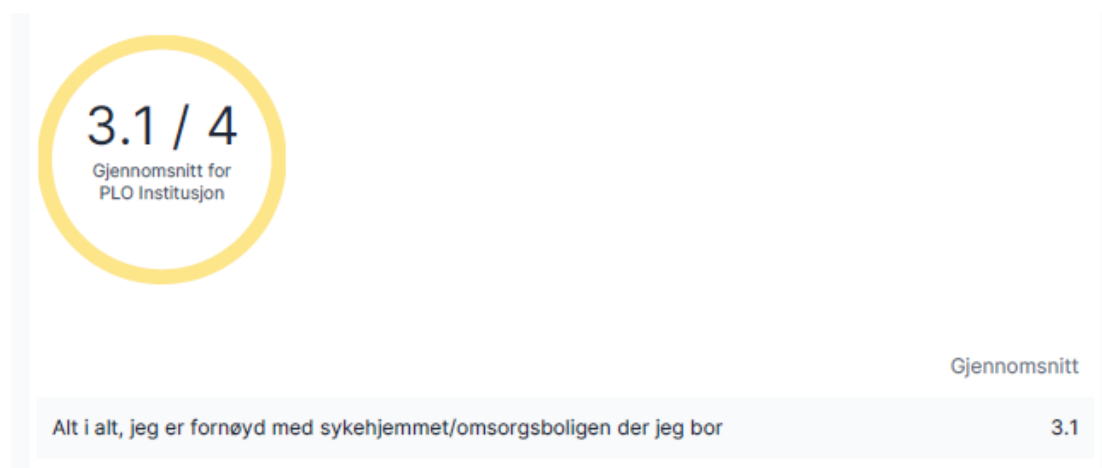 3.1 / 4
Gjennomsnitt for
PLO Institusjon
Gjennomsnitt
Alt i alt, jeg er fornøyd med sykehjemmet/omsorgsboligen der jeg bor 3.1